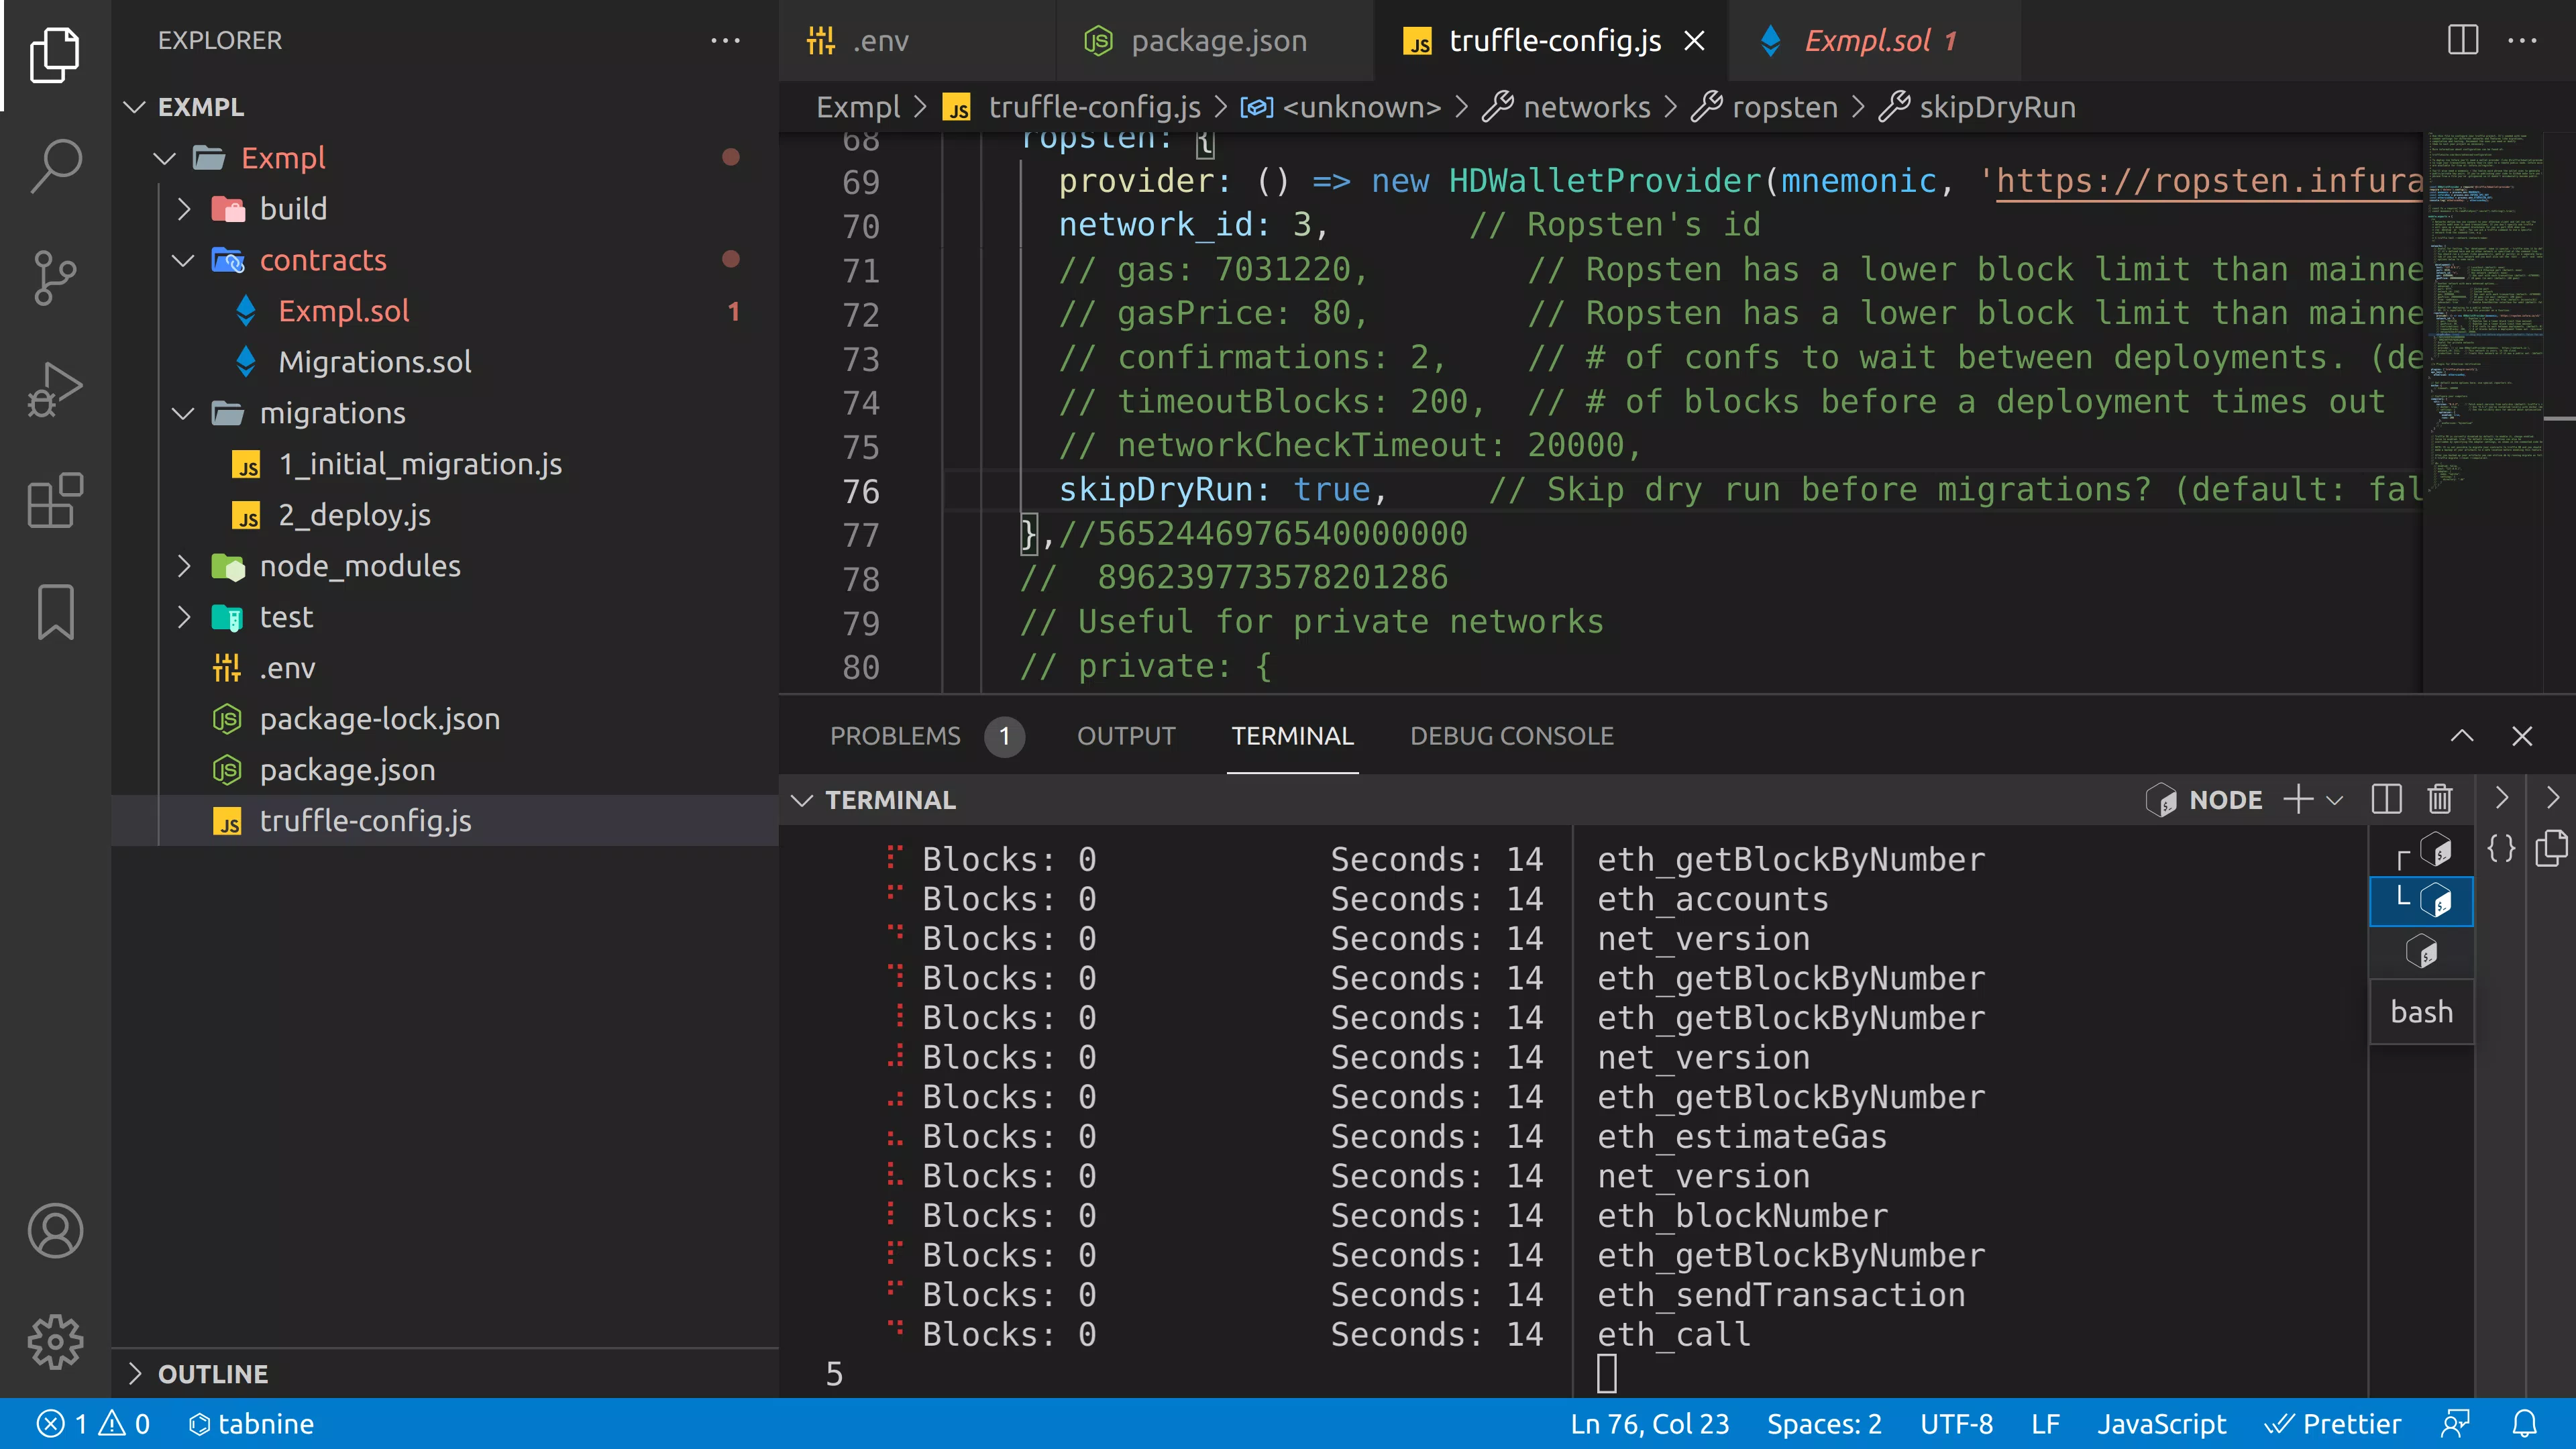 EXPLORER
EXMPL
Exmpl
build
contracts
Exmpl.sol 1
Migrations.sol
migrations
JS 1_initial_migration.js
JS 2_deploy.js
node_modules
test
.env
package-lock.json
package.json
JS truffle-config.js
OUTLINE
.env package.json JS truffle-config.js Exmpl.sol 1
Exmpl > JS truffle-config.js > <unknown> > networks > ropsten > skipDryRun
68 ropsten: {
69 provider: () => new HDWalletProvider(mnemonic, 'https://ropsten.infura
70 network_id: 3, // Ropsten's id
71 // gas: 7031220, // Ropsten has a lower block limit than mainne
72 // gasPrice: 80, // Ropsten has a lower block limit than mainne
73 // confirmations: 2, // # of confs to wait between deployments. (de
74 // timeoutBlocks: 200, // # of blocks before a deployment times out
75 // networkCheckTimeout: 20000,
76 skipDryRun: true, // Skip dry run before migrations? (default: fal
77 },//5652446976540000000
78 // 896239773578201286
79 // Useful for private networks
80 // private: {
PROBLEMS 1 OUTPUT TERMINAL DEBUG CONSOLE
TERMINAL NODE
Blocks: 0 Seconds: 14 eth_getBlockByNumber
Blocks: 0 Seconds: 14 eth_accounts
Blocks: 0 Seconds: 14 net_version
Blocks: 0 Seconds: 14 eth_getBlockByNumber
Blocks: 0 Seconds: 14 eth_getBlockByNumber
Blocks: 0 Seconds: 14 net_version
Blocks: 0 Seconds: 14 eth_getBlockByNumber
Blocks: 0 Seconds: 14 eth_estimateGas
Blocks: 0 Seconds: 14 net_version
Blocks: 0 Seconds: 14 eth_blockNumber
Blocks: 0 Seconds: 14 eth_getBlockByNumber
Blocks: 0 Seconds: 14 eth_sendTransaction
Blocks: 0 Seconds: 14 eth_call
5
bash
1 0 tabnine Ln 76, Col 23 Spaces: 2 UTF-8 LF JavaScript Prettier